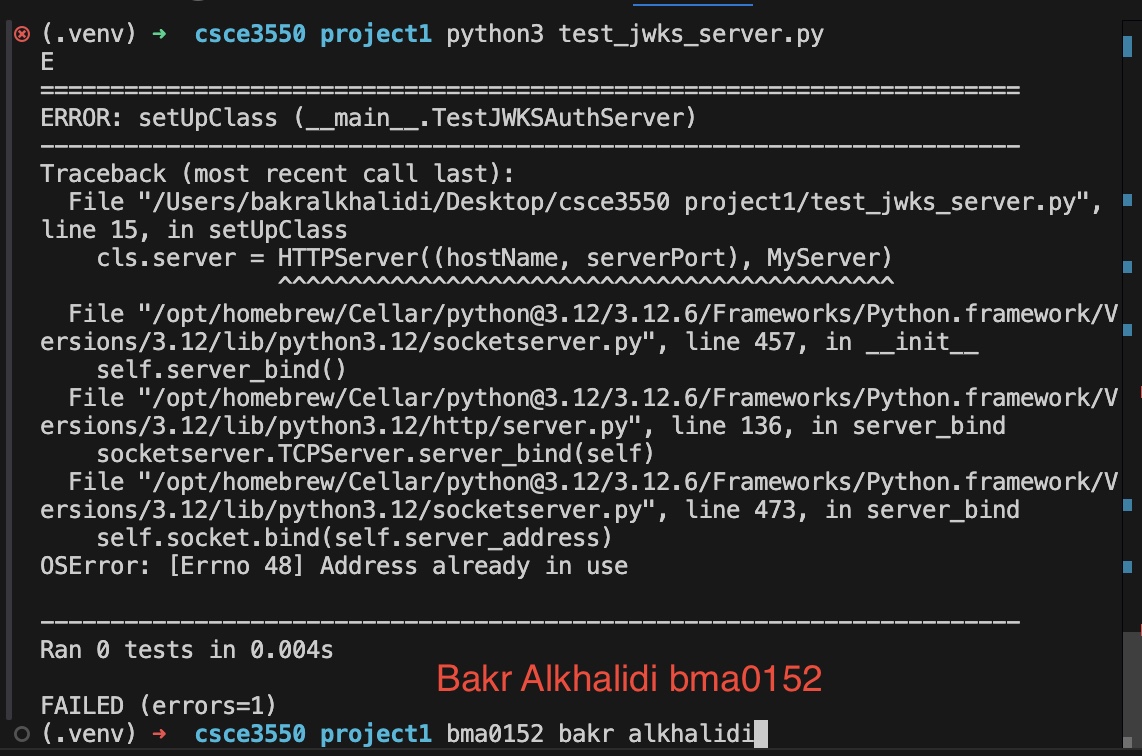 (.venv) → csce3550 project1 python3 test_jwks_server.py
E
======================================================================
ERROR: setUpClass (__main__.TestJWKSAuthServer)
----------------------------------------------------------------------
Traceback (most recent call last):
  File "/Users/bakralkhalidi/Desktop/csce3550 project1/test_jwks_server.py",
line 15, in setUpClass
    cls.server = HTTPServer((hostName, serverPort), MyServer)
                 ^^^^^^^^^^^^^^^^^^^^^^^^^^^^^^^^^^^^^^^^^^^^
  File "/opt/homebrew/Cellar/python@3.12/3.12.6/Frameworks/Python.framework/V
ersions/3.12/lib/python3.12/socketserver.py", line 457, in __init__
    self.server_bind()
  File "/opt/homebrew/Cellar/python@3.12/3.12.6/Frameworks/Python.framework/V
ersions/3.12/lib/python3.12/http/server.py", line 136, in server_bind
    socketserver.TCPServer.server_bind(self)
  File "/opt/homebrew/Cellar/python@3.12/3.12.6/Frameworks/Python.framework/V
ersions/3.12/lib/python3.12/socketserver.py", line 473, in server_bind
    self.socket.bind(self.server_address)
OSError: [Errno 48] Address already in use
----------------------------------------------------------------------
Ran 0 tests in 0.004s
Bakr Alkhalidi bma0152
FAILED (errors=1)
(.venv) → csce3550 project1 bma0152 bakr alkhalidi